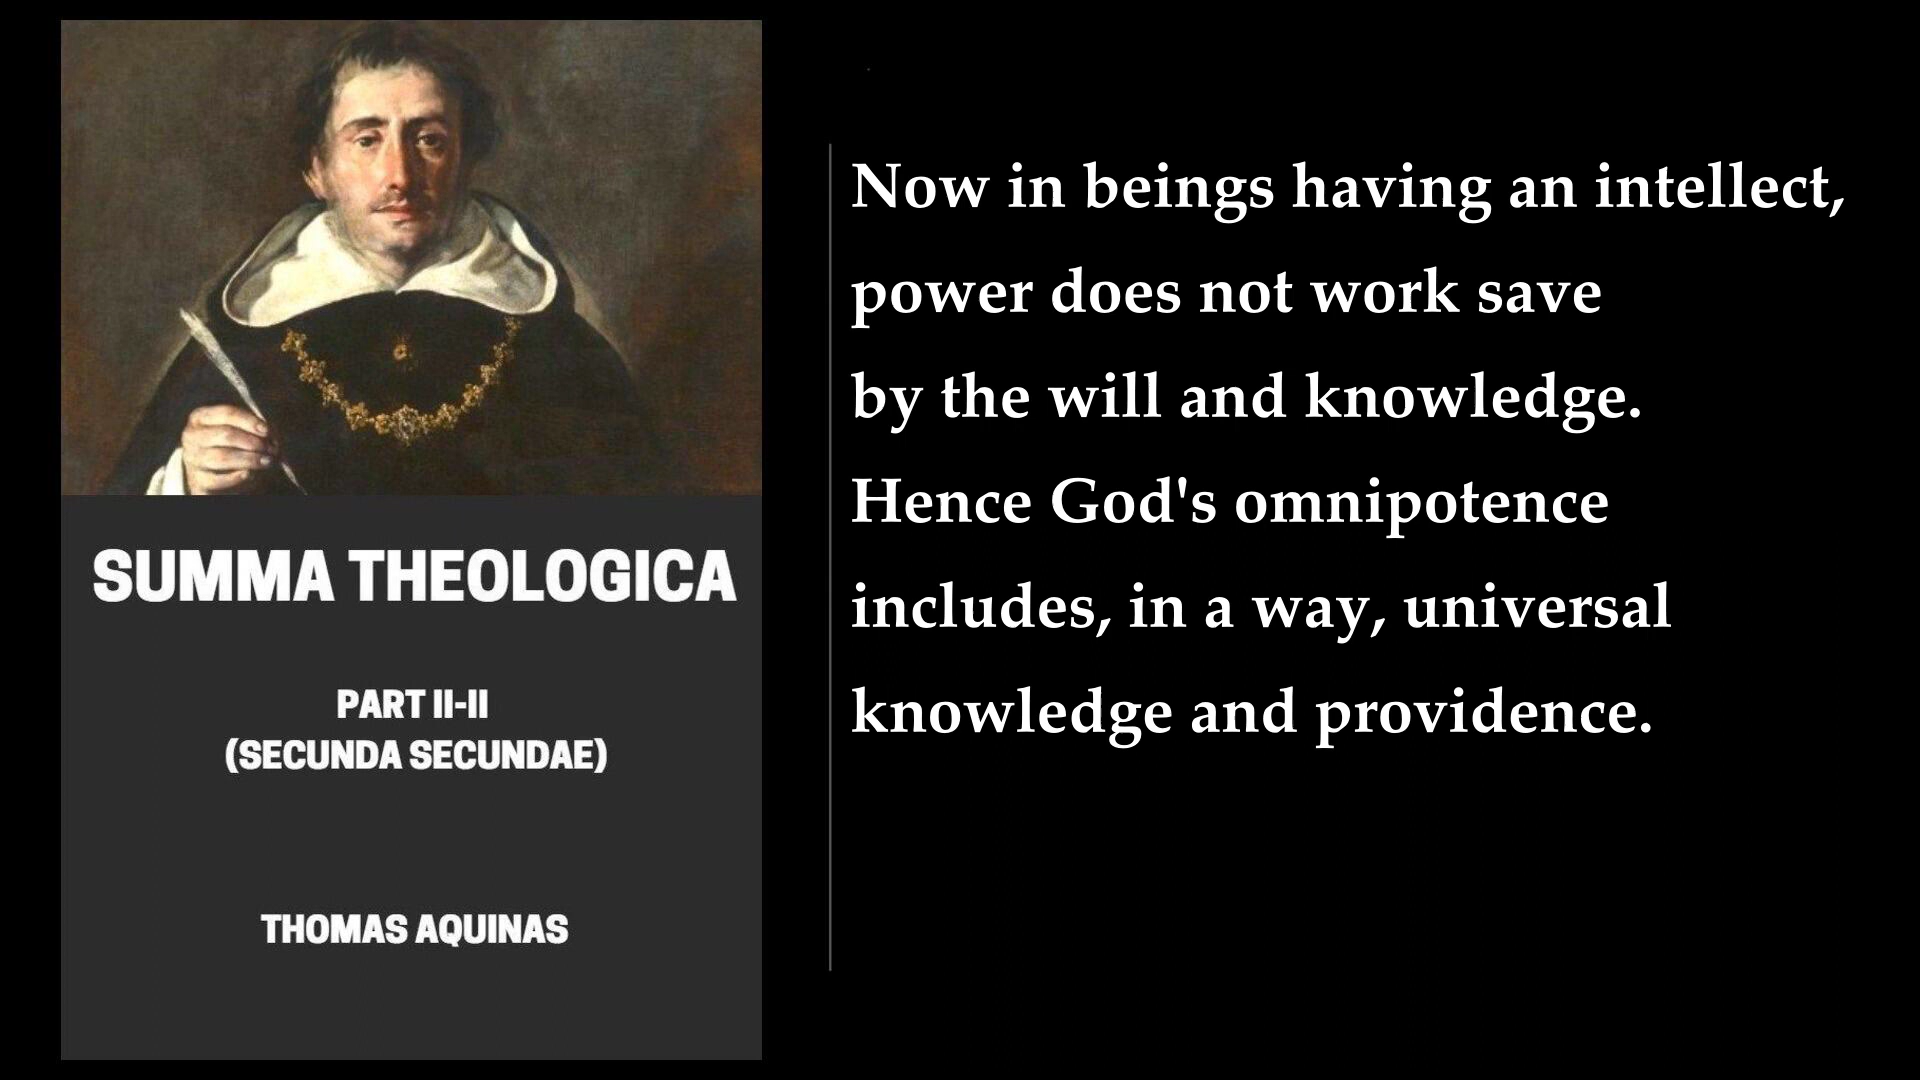 SUMMA THEOLOGICA
PART II-II
(SECUNDA SECUNDAE)
THOMAS AQUINAS
Now in beings having an intellect,
power does not work save
by the will and knowledge.
Hence God's omnipotence
includes, in a way, universal
knowledge and providence.